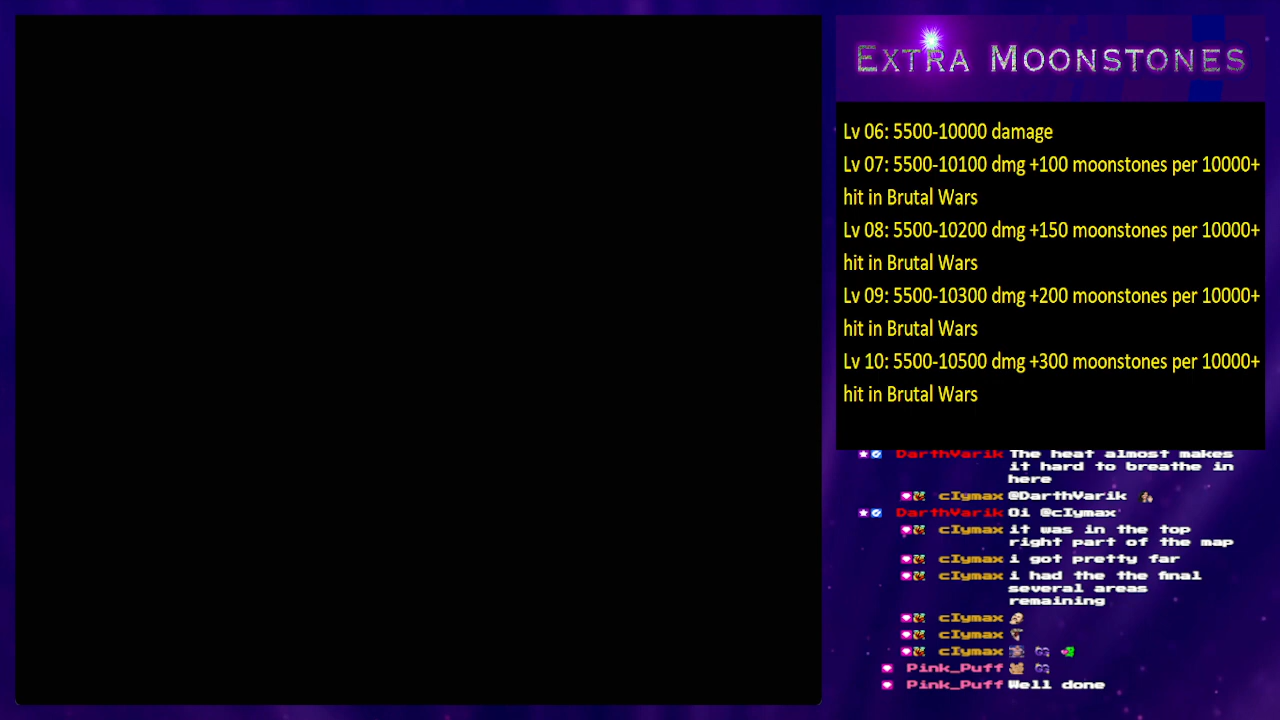 Extra Moonstones
Lv 06: 5500-10000 damage
Lv 07: 5500-10100 dmg +100 moonstones per 10000+
hit in Brutal Wars
Lv 08: 5500-10200 dmg +150 moonstones per 10000+
hit in Brutal Wars
Lv 09: 5500-10300 dmg +200 moonstones per 10000+
hit in Brutal Wars
Lv 10: 5500-10500 dmg +300 moonstones per 10000+
hit in Brutal Wars
DarthVarik The heat almost makes
it hard to breathe in
here
cIymax @DarthVarik
DarthVarik Oi @cIymax
cIymax it was in the top
right part of the map
cIymax i got pretty far
cIymax i had the the final
several areas
remaining
cIymax
cIymax
cIymax
Pink_Puff
Pink_Puff Well done